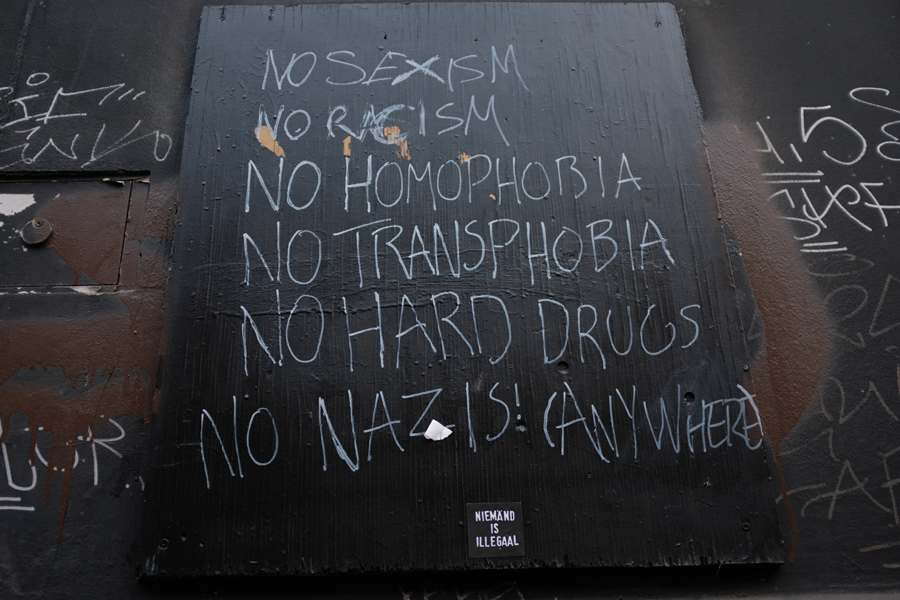 NO SEXISM
NO RACISM
NO HOMOPHOBIA
NO TRANSPHOBIA
NO HARD DRUGS
NO NAZIS! (ANYWHERE)
NIEMAND
IS
ILLEGAAL